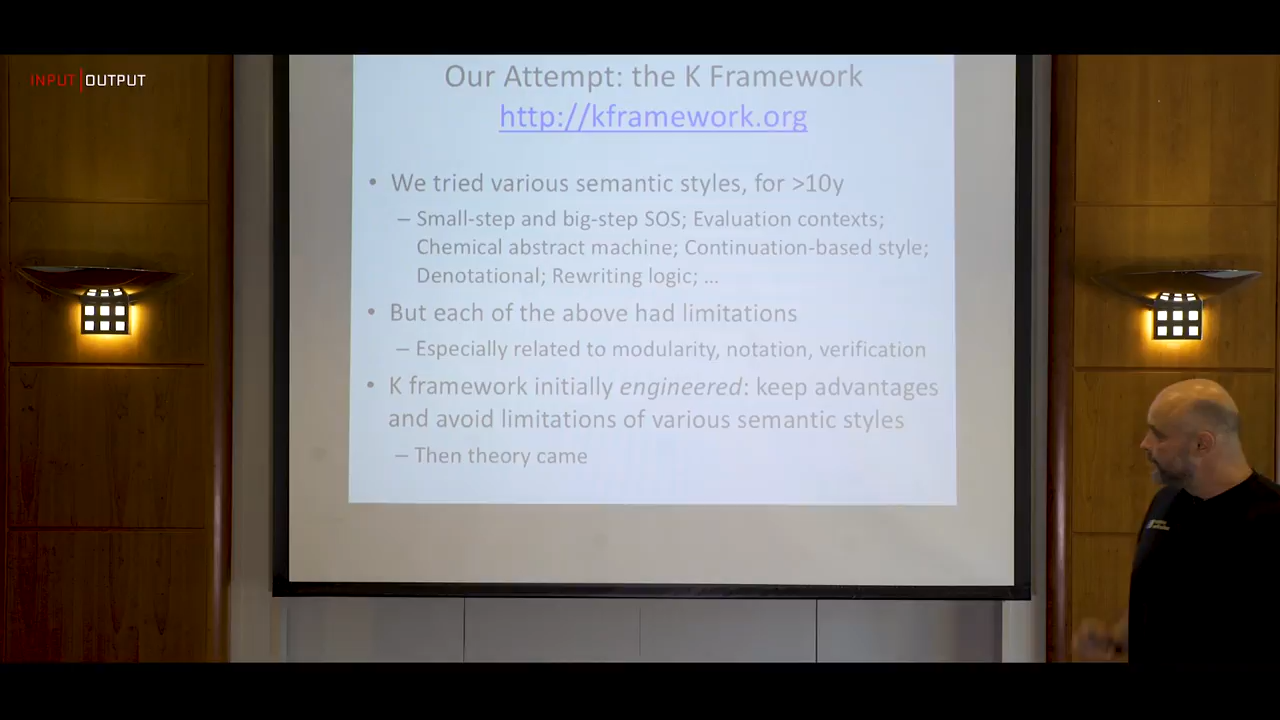 INPUT|OUTPUT
Our Attempt: the K Framework
http://kframework.org
• We tried various semantic styles, for >10y
– Small-step and big-step SOS; Evaluation contexts;
Chemical abstract machine; Continuation-based style;
Denotational; Rewriting logic; …
• But each of the above had limitations
– Especially related to modularity, notation, verification
• K framework initially engineered: keep advantages
and avoid limitations of various semantic styles
– Then theory came